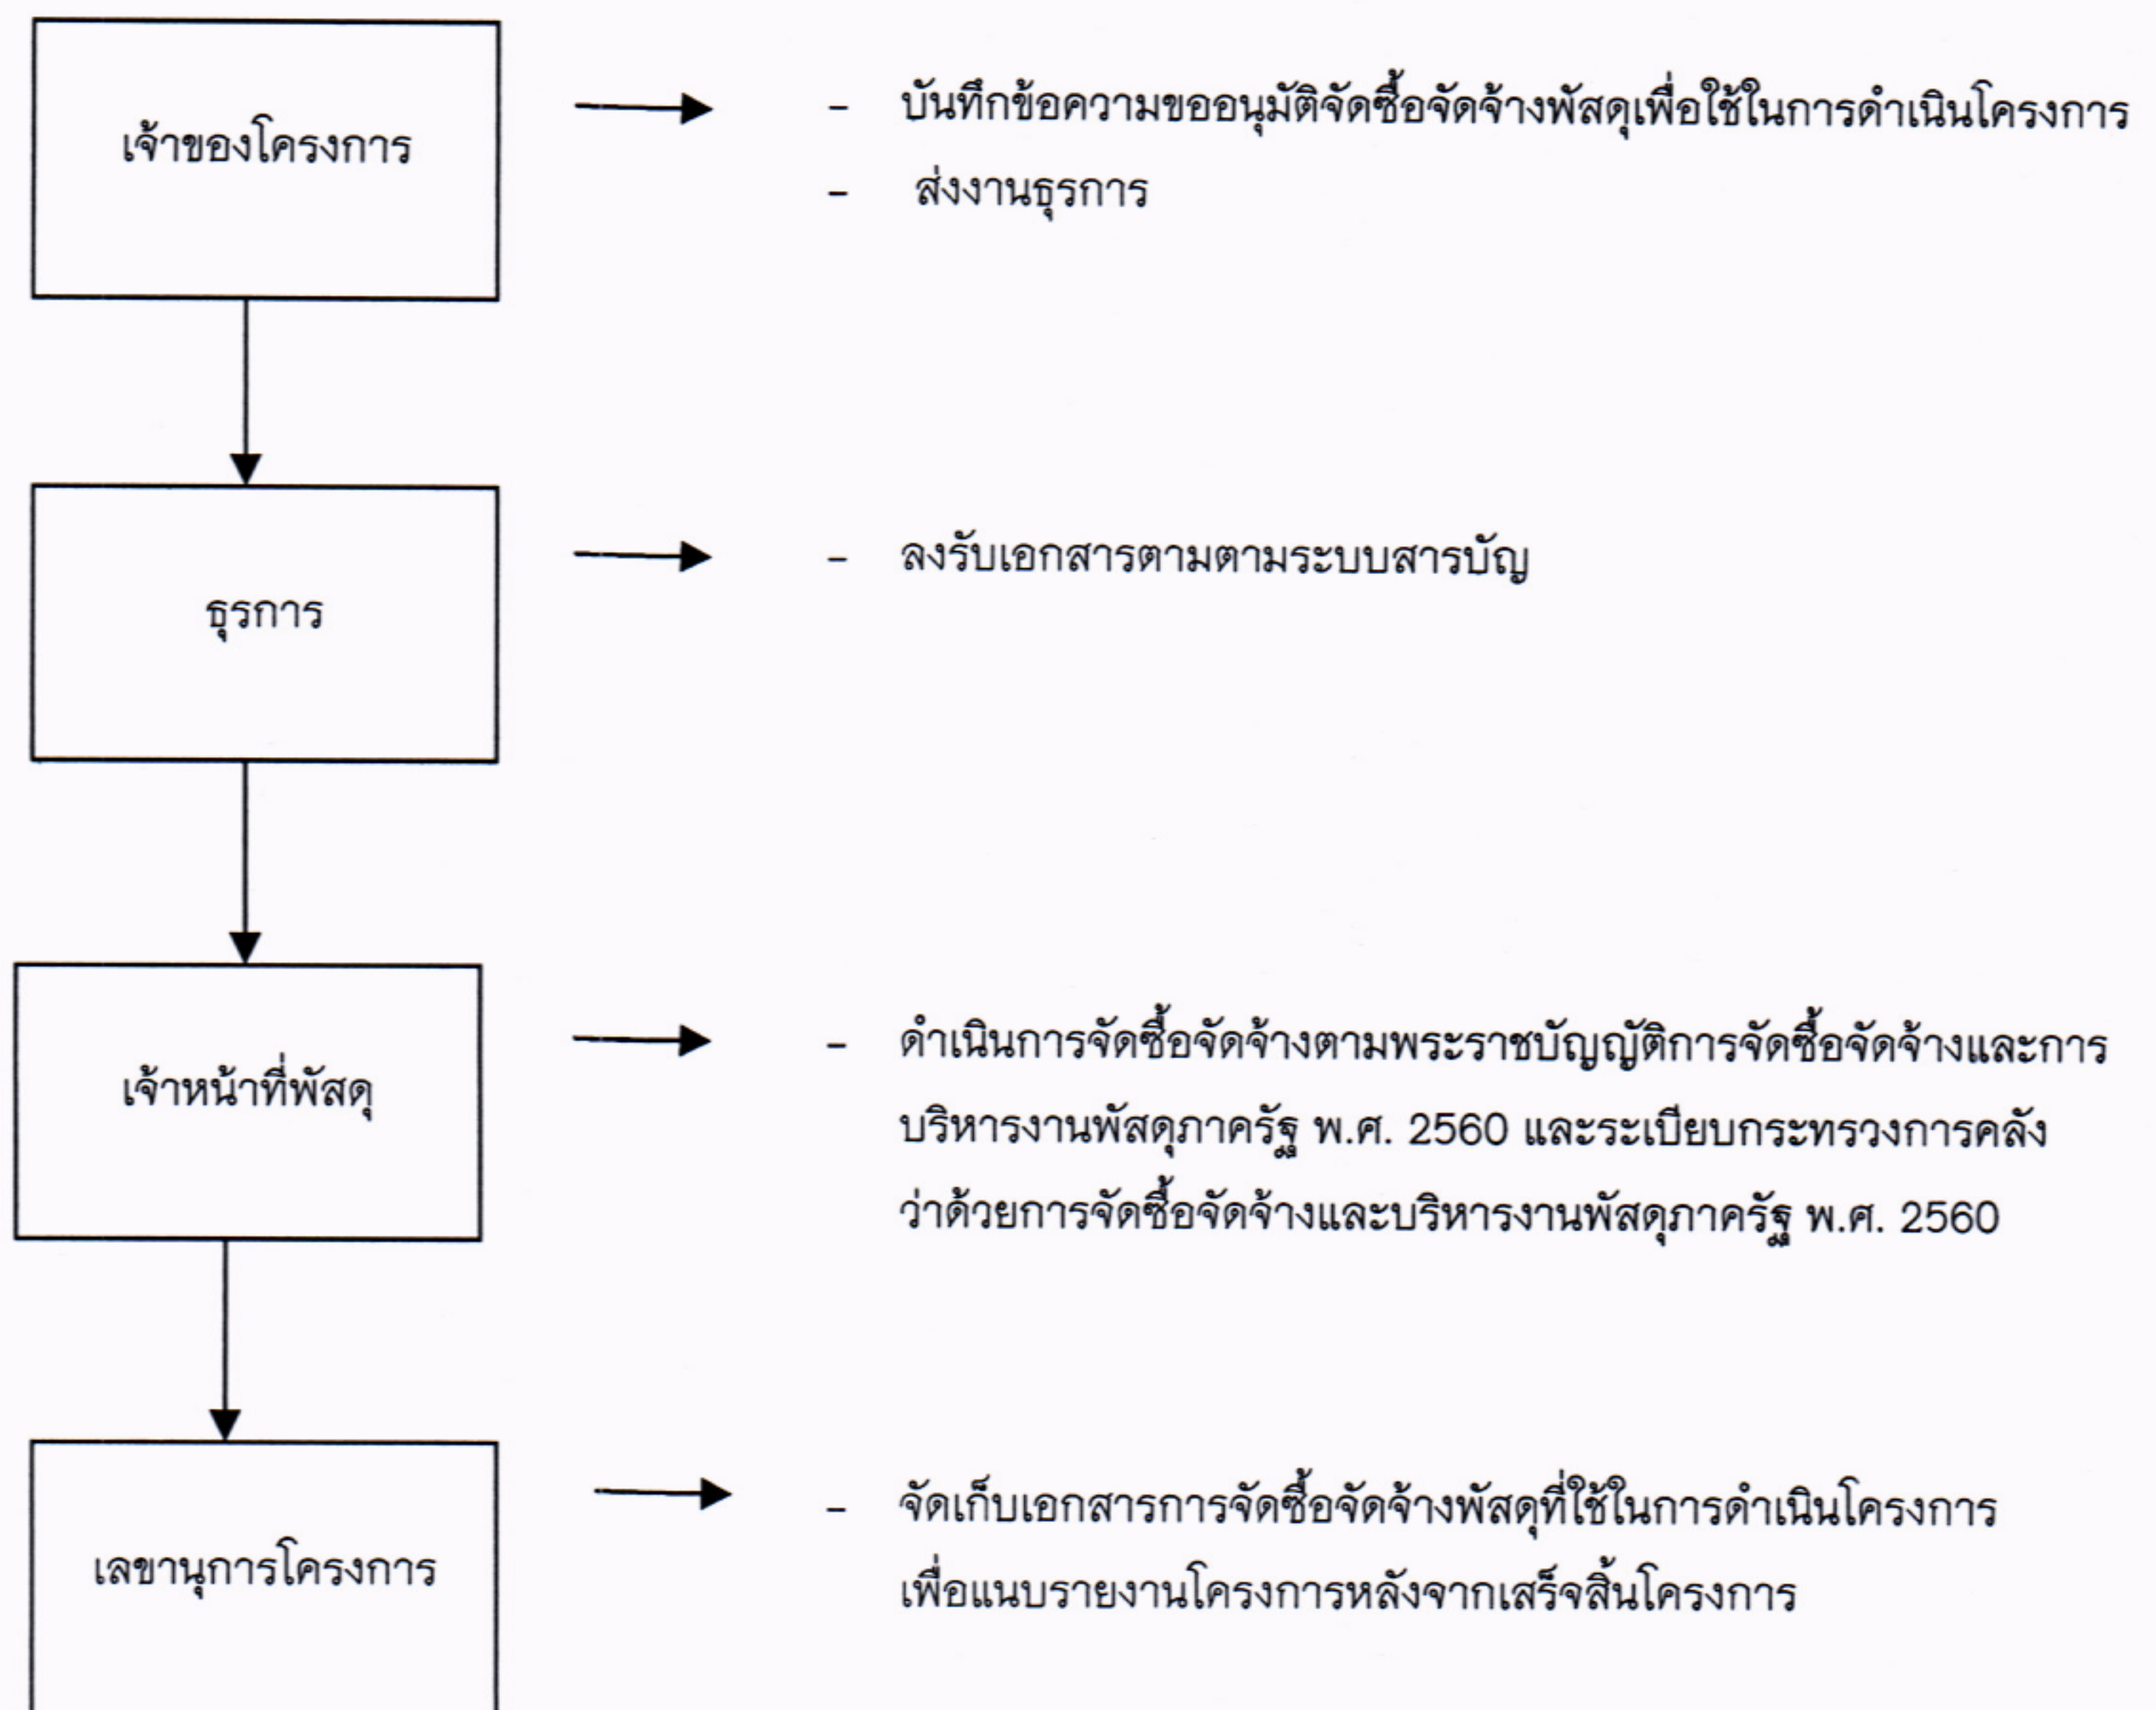 เจ้าของโครงการ
- บันทึกข้อความขออนุมัติจัดซื้อจัดจ้างพัสดุเพื่อใช้ในการดำเนินโครงการ
- ส่งงานธุรการ
ธุรการ
- ลงรับเอกสารตามตามระบบสารบัญ
เจ้าหน้าที่พัสดุ
- ดำเนินการจัดซื้อจัดจ้างตามพระราชบัญญัติการจัดซื้อจัดจ้างและการ
บริหารงานพัสดุภาครัฐ พ.ศ. 2560 และระเบียบกระทรวงการคลัง
ว่าด้วยการจัดซื้อจัดจ้างและบริหารงานพัสดุภาครัฐ พ.ศ. 2560
เลขานุการโครงการ
- จัดเก็บเอกสารการจัดซื้อจัดจ้างพัสดุที่ใช้ในการดำเนินโครงการ
เพื่อแนบรายงานโครงการหลังจากเสร็จสิ้นโครงการ